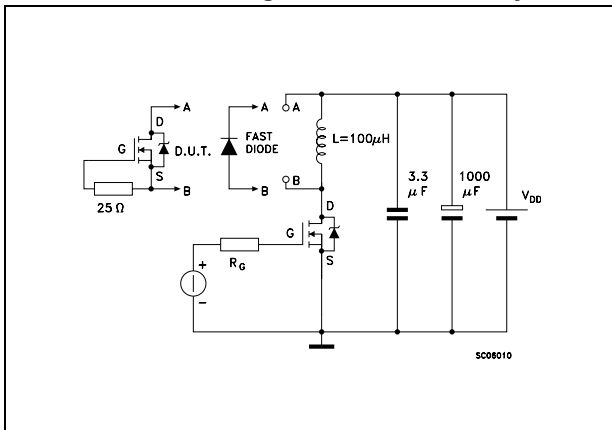 A
A
A
D
G
D.U.T.
S
FAST
DIODE
L=100μH
B
B
B
25 Ω
3.3
μF
1000
μF
VDD
D
G
S
RG
+
-
SC06010